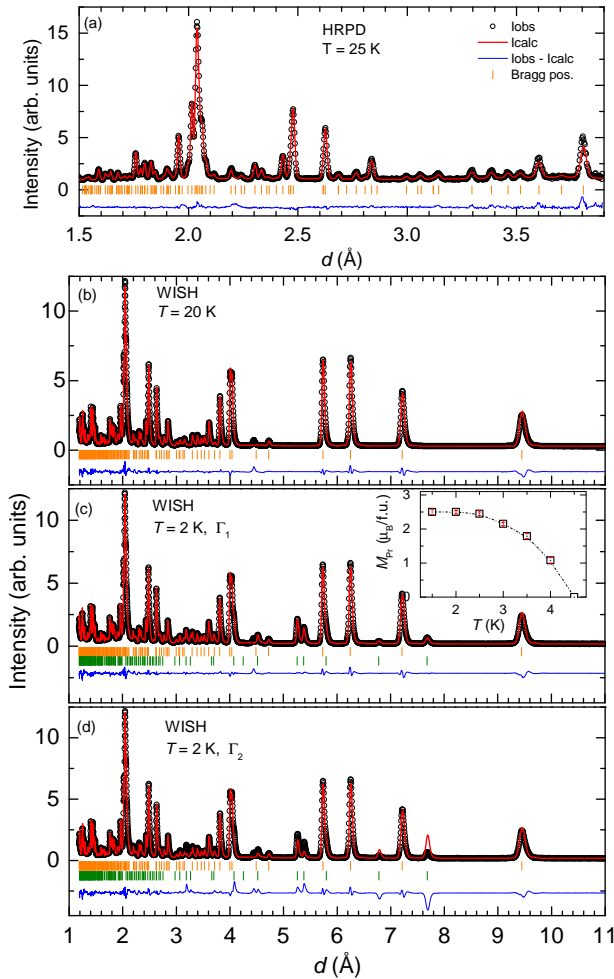 (a)
HRPD
T = 25 K
Iobs
Icalc
Iobs - Icalc
Bragg pos.
Intensity (arb. units)
15
10
5
0
1.5 2.0 2.5 3.0 3.5
d (Å)
(b)
WISH
T = 20 K
10
5
0
(c)
WISH
T = 2 K, Γ1
10
5
0
MPr (μB/f.u.)
3
2
1
0
2 3 4
T (K)
Intensity (arb. units)
(d)
WISH
T = 2 K, Γ2
10
5
0
1 2 3 4 5 6 7 8 9 10 11
d (Å)